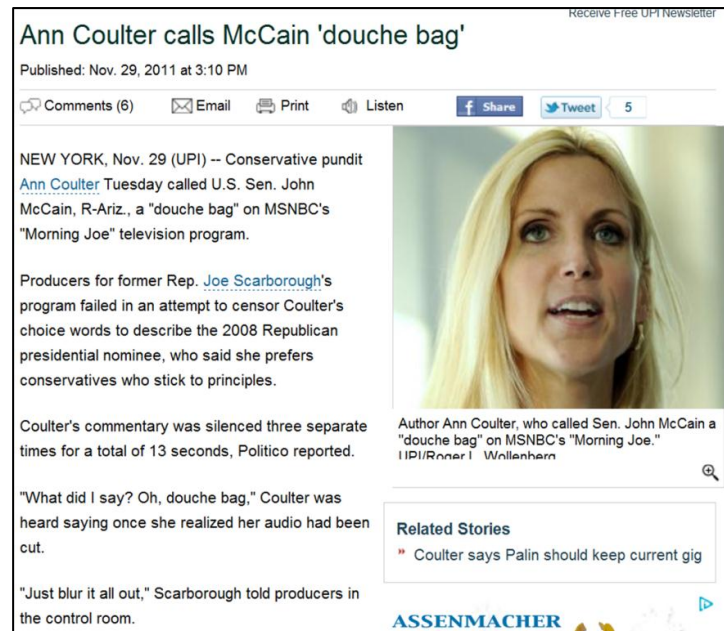 Receive Free UPI Newsletter
Ann Coulter calls McCain 'douche bag'
Published: Nov. 29, 2011 at 3:10 PM
Comments (6) Email Print Listen f Share Tweet 5
NEW YORK, Nov. 29 (UPI) -- Conservative pundit
Ann Coulter Tuesday called U.S. Sen. John
McCain, R-Ariz., a "douche bag" on MSNBC's
"Morning Joe" television program.
Producers for former Rep. Joe Scarborough's
program failed in an attempt to censor Coulter's
choice words to describe the 2008 Republican
presidential nominee, who said she prefers
conservatives who stick to principles.
Coulter's commentary was silenced three separate
times for a total of 13 seconds, Politico reported.
"What did I say? Oh, douche bag," Coulter was
heard saying once she realized her audio had been
cut.
"Just blur it all out," Scarborough told producers in
the control room.
Author Ann Coulter, who called Sen. John McCain a
"douche bag" on MSNBC's "Morning Joe."
UPI/Roger L. Wollenberg
Related Stories
» Coulter says Palin should keep current gig
ASSENMACHER